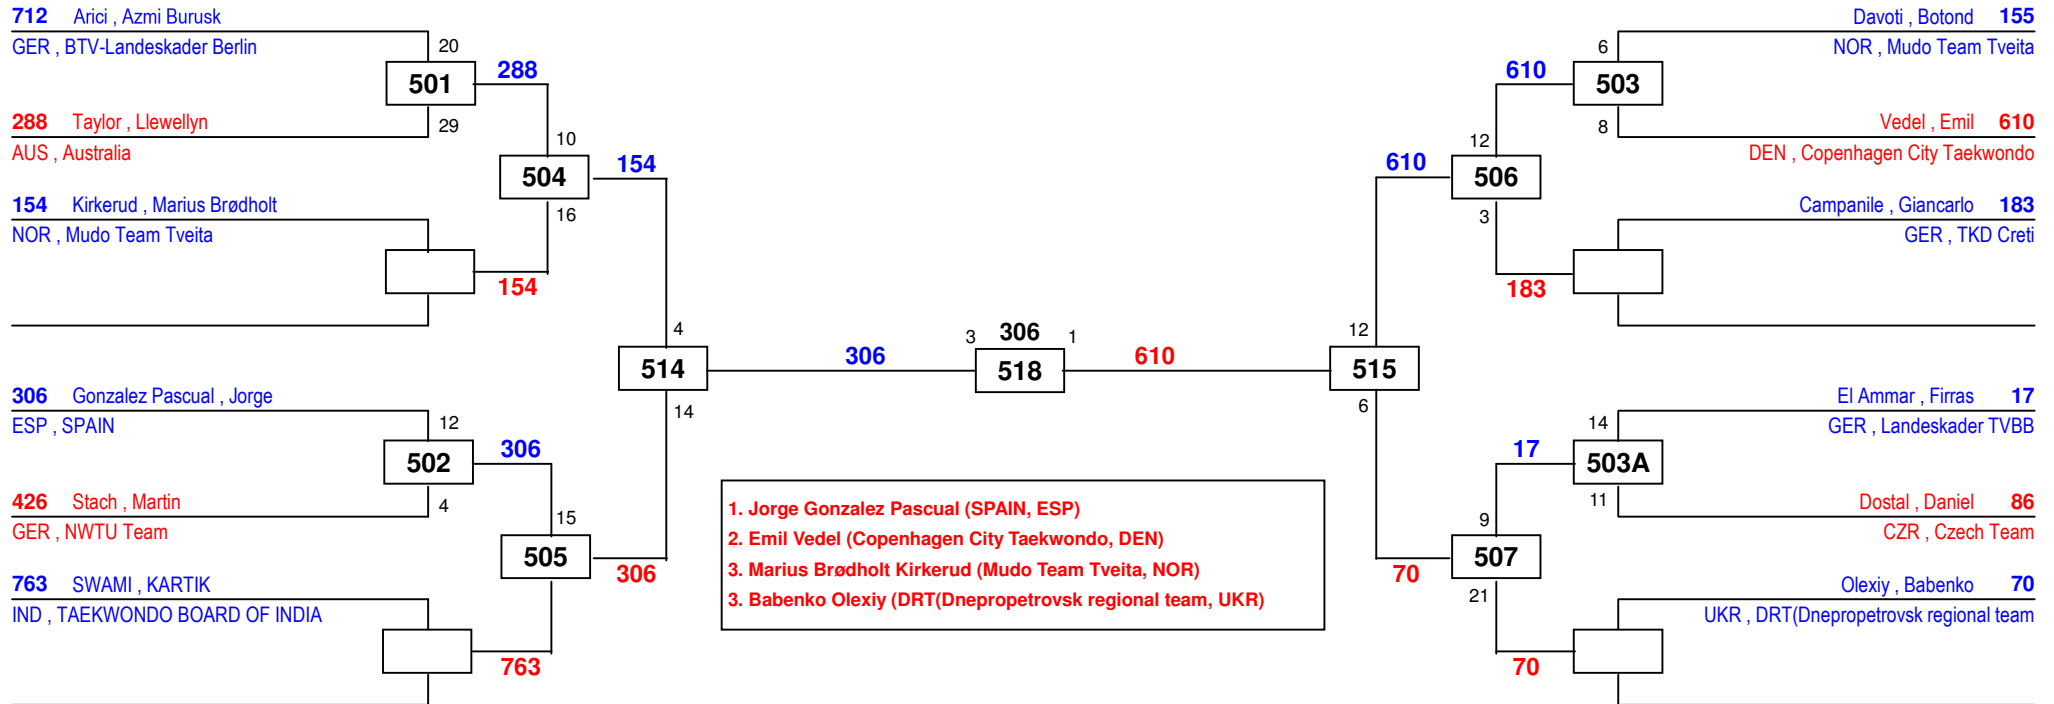 712 Arici , Azmi Burusk
GER , BTV-Landeskader Berlin
20
501
288
29
288 Taylor , Llewellyn
AUS , Australia
10
504
154
16
154 Kirkerud , Marius Brødholt
NOR , Mudo Team Tveita
154
4
514
306
14
306 Gonzalez Pascual , Jorge
ESP , SPAIN
12
502
306
4
426 Stach , Martin
GER , NWTU Team
15
505
306
763 SWAMI , KARTIK
IND , TAEKWONDO BOARD OF INDIA
763
3 306 1
518
610
1. Jorge Gonzalez Pascual (SPAIN, ESP)
2. Emil Vedel (Copenhagen City Taekwondo, DEN)
3. Marius Brødholt Kirkerud (Mudo Team Tveita, NOR)
3. Babenko Olexiy (DRT(Dnepropetrovsk regional team, UKR)
Davoti , Botond 155
NOR , Mudo Team Tveita
6
610
503
8
Vedel , Emil 610
DEN , Copenhagen City Taekwondo
12
610
506
3
Campanile , Giancarlo 183
GER , TKD Creti
183
12
515
6
El Ammar , Firras 17
GER , Landeskader TVBB
14
17
503A
11
Dostal , Daniel 86
CZR , Czech Team
9
507
70
21
Olexiy , Babenko 70
UKR , DRT(Dnepropetrovsk regional team
70